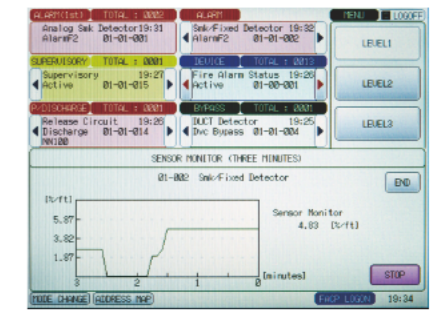 ALARM(1st) TOTAL : 0002 ALARM MENU LOGOFF
Analog Smk Detector 19:31
AlarmF2 01-01-001
Smk/Fixed Detector 19:32
AlarmF2 01-01-002
LEVEL1
SUPERVISORY TOTAL : 0001 DEVICE TOTAL : 0013
Supervisory 19:27
Active 01-01-015
Fire Alarm Status 19:26
Active 01-00-001
LEVEL2
P/DISCHARGE TOTAL : 0001 BYPASS TOTAL : 0001
Release Circuit 19:26
Discharge 01-01-014
NN100
DUCT Detector 19:25
Dvc Bypass 01-01-004
LEVEL3
SENSOR MONITOR (THREE MINUTES)
01-002 Smk/Fixed Detector
END
[%/ft]
Sensor Monitor
4.83 [%/ft]
5.87
3.82
1.87
3 2 1 0 [minutes]
STOP
MODE CHANGE ADDRESS MAP FACP LOGON 19:34